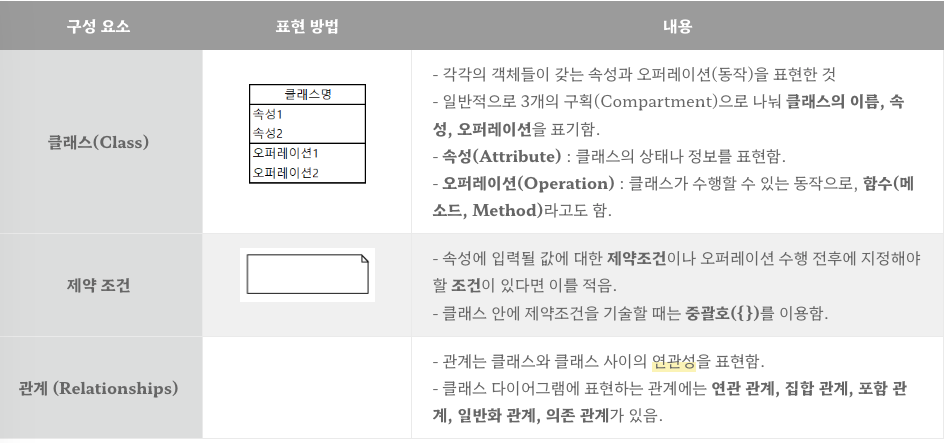 구성 요소
표현 방법
내용
클래스(Class)
클래스명
속성1
속성2
오퍼레이션1
오퍼레이션2
- 각각의 객체들이 갖는 속성과 오퍼레이션(동작)을 표현한 것
- 일반적으로 3개의 구획(Compartment)으로 나눠 클래스의 이름, 속
성, 오퍼레이션을 표기함.
- 속성(Attribute) : 클래스의 상태나 정보를 표현함.
- 오퍼레이션(Operation) : 클래스가 수행할 수 있는 동작으로, 함수(메
소드, Method)라고도 함.
제약 조건
- 속성에 입력될 값에 대한 제약조건이나 오퍼레이션 수행 전후에 지정해야
할 조건이 있다면 이를 적음.
- 클래스 안에 제약조건을 기술할 때는 중괄호({})를 이용함.
관계 (Relationships)
- 관계는 클래스와 클래스 사이의 연관성을 표현함.
- 클래스 다이어그램에 표현하는 관계에는 연관 관계, 집합 관계, 포함 관
계, 일반화 관계, 의존 관계가 있음.